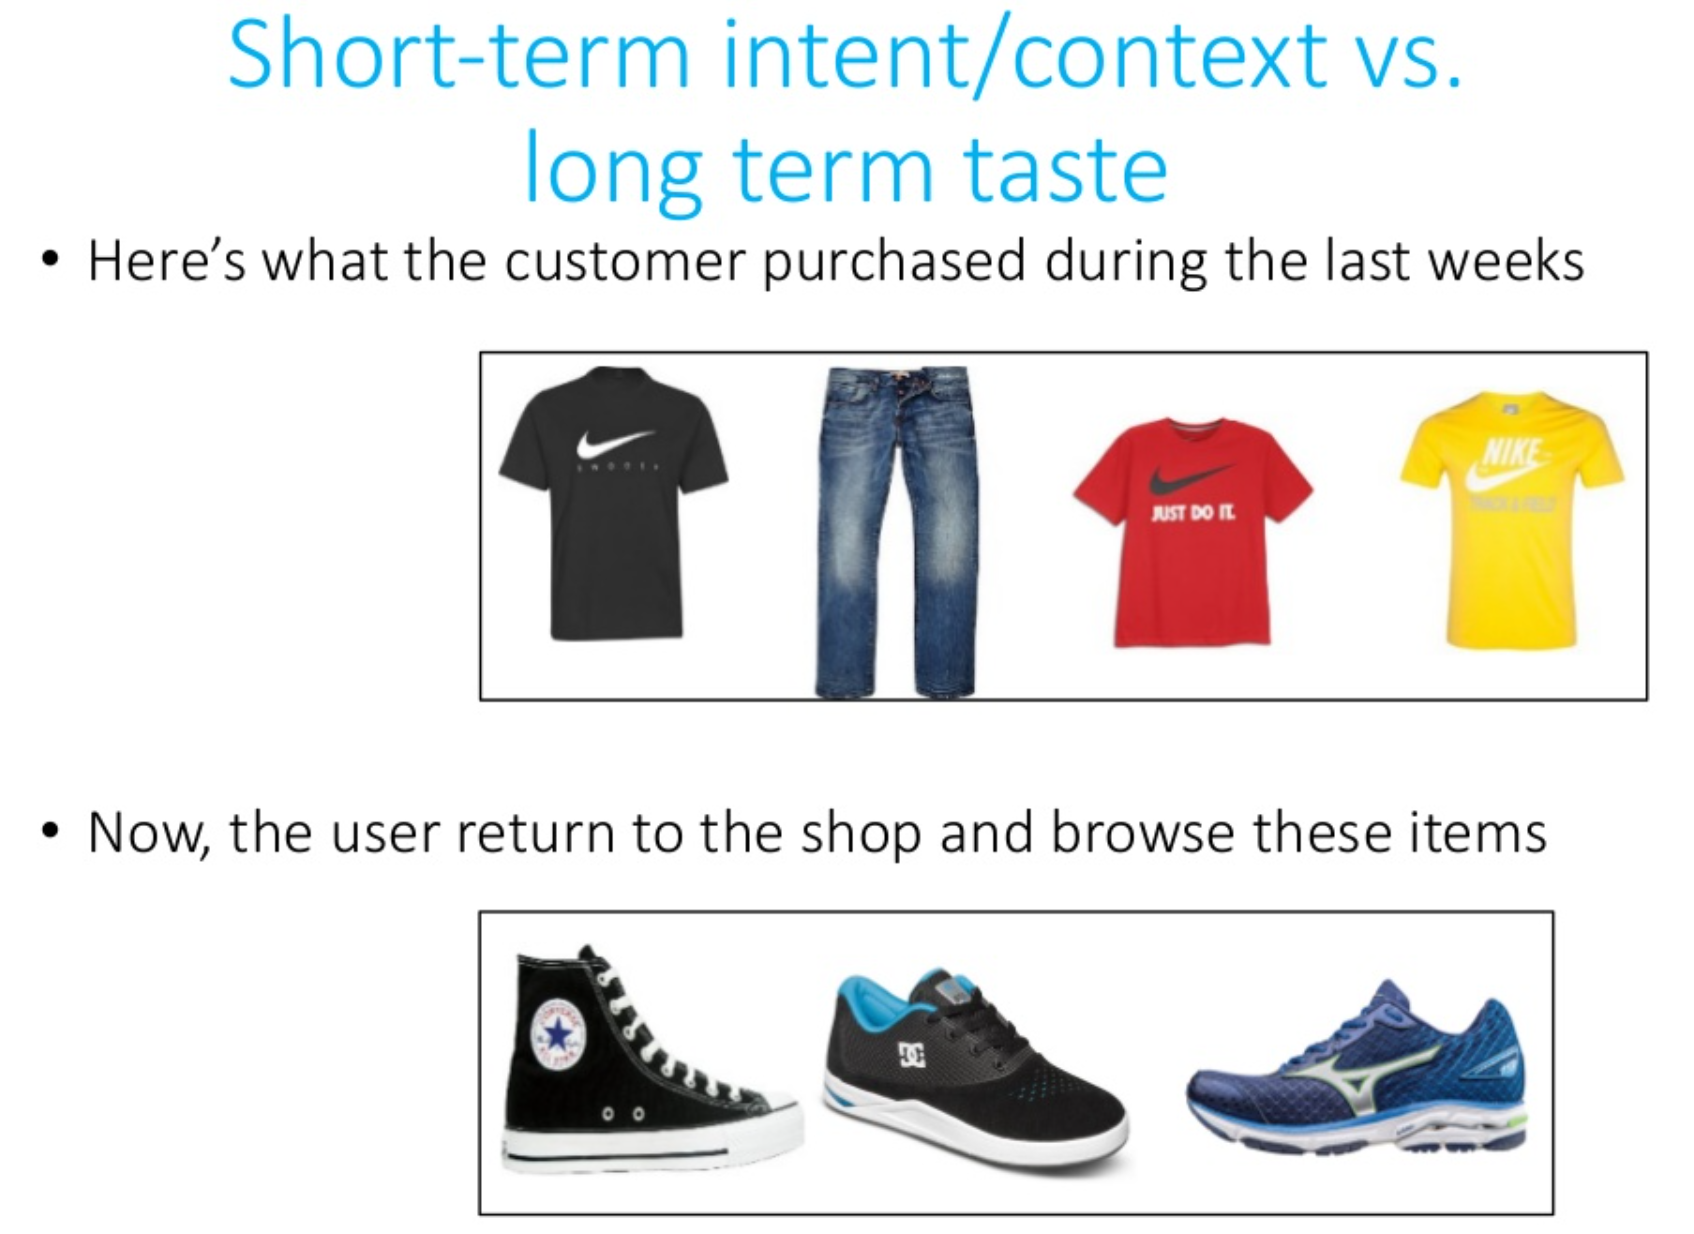 Short-term intent/context vs.
long term taste
• Here's what the customer purchased during the last weeks
JUST DO IT.
NIKE
• Now, the user return to the shop and browse these items